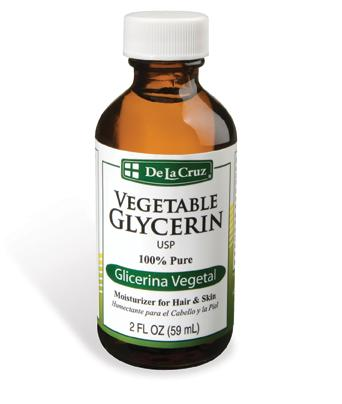 De La Cruz®
VEGETABLE
GLYCERIN
USP
100% Pure
Glicerina Vegetal
Moisturizer for Hair & Skin
Humectante para el Cabello y la Piel
2 FL OZ (59 mL)